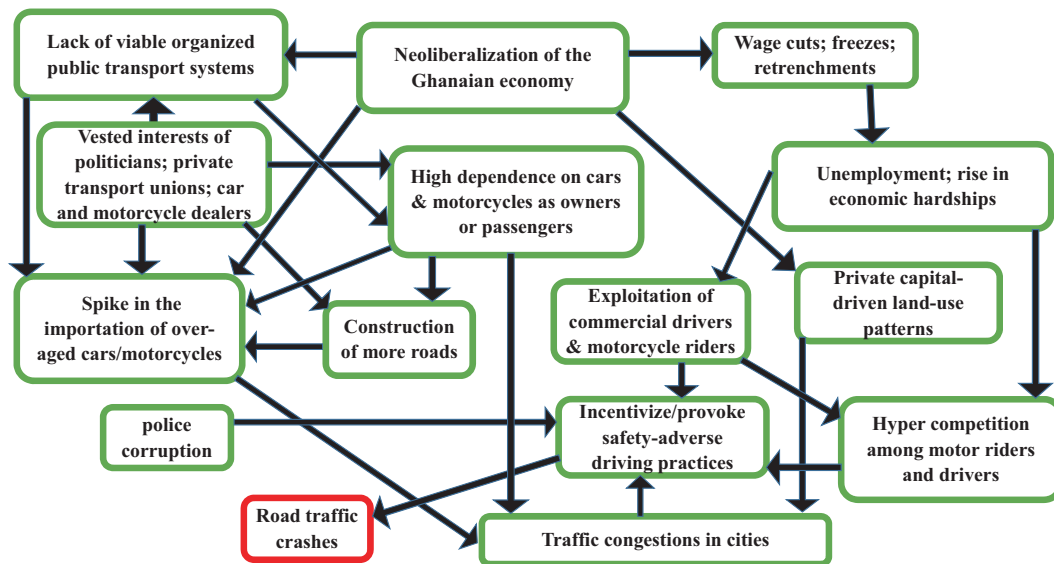 Lack of viable organized
public transport systems
Neoliberalization of the
Ghanaian economy
Wage cuts; freezes;
retrenchments
Vested interests of
politicians; private
transport unions; car
and motorcycle dealers
High dependence on cars
& motorcycles as owners
or passengers
Unemployment; rise in
economic hardships
Spike in the
importation of over-
aged cars/motorcycles
Construction
of more roads
Exploitation of
commercial drivers
& motorcycle riders
Private capital-
driven land-use
patterns
police
corruption
Incentivize/provoke
safety-adverse
driving practices
Hyper competition
among motor riders
and drivers
Road traffic
crashes
Traffic congestions in cities